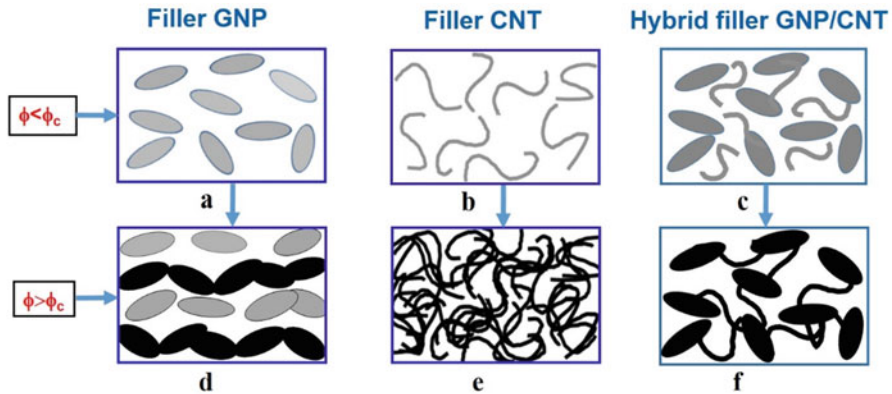 Filler GNP
Filler CNT
Hybrid filler GNP/CNT
ϕ<ϕc
a
b
c
ϕ>ϕc
d
e
f